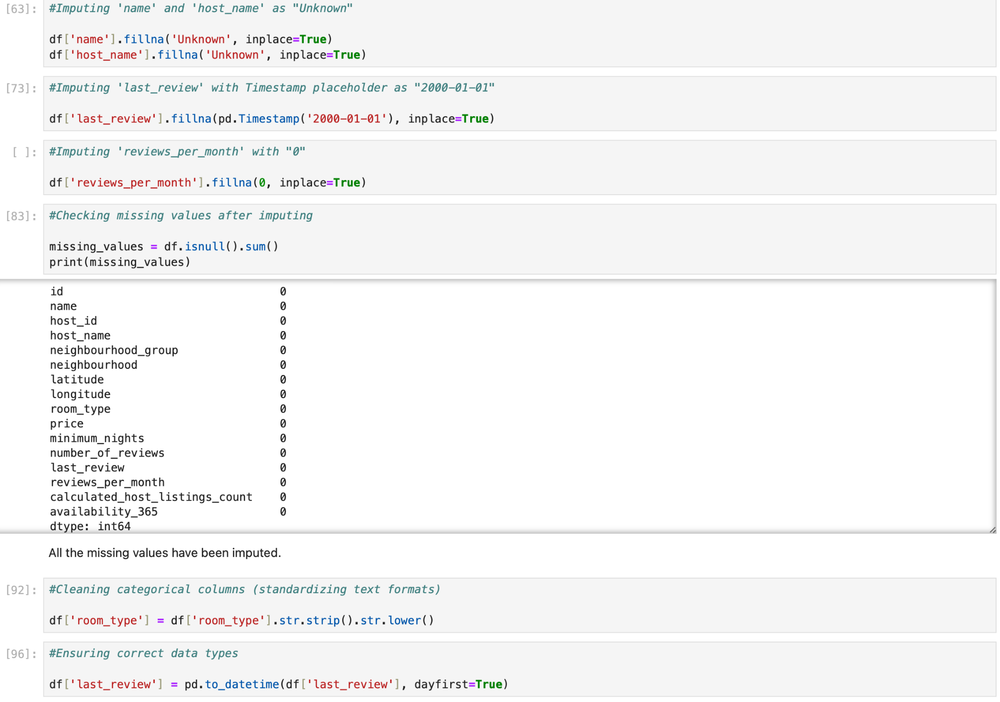 [63]: #Imputing 'name' and 'host_name' as "Unknown"
df['name'].fillna('Unknown', inplace=True)
df['host_name'].fillna('Unknown', inplace=True)
[73]: #Imputing 'last_review' with Timestamp placeholder as "2000-01-01"
df['last_review'].fillna(pd.Timestamp('2000-01-01'), inplace=True)
[ ]: #Imputing 'reviews_per_month' with "0"
df['reviews_per_month'].fillna(0, inplace=True)
[83]: #Checking missing values after imputing
missing_values = df.isnull().sum()
print(missing_values)
id 0
name 0
host_id 0
host_name 0
neighbourhood_group 0
neighbourhood 0
latitude 0
longitude 0
room_type 0
price 0
minimum_nights 0
number_of_reviews 0
last_review 0
reviews_per_month 0
calculated_host_listings_count 0
availability_365 0
dtype: int64
All the missing values have been imputed.
[92]: #Cleaning categorical columns (standardizing text formats)
df['room_type'] = df['room_type'].str.strip().str.lower()
[96]: #Ensuring correct data types
df['last_review'] = pd.to_datetime(df['last_review'], dayfirst=True)